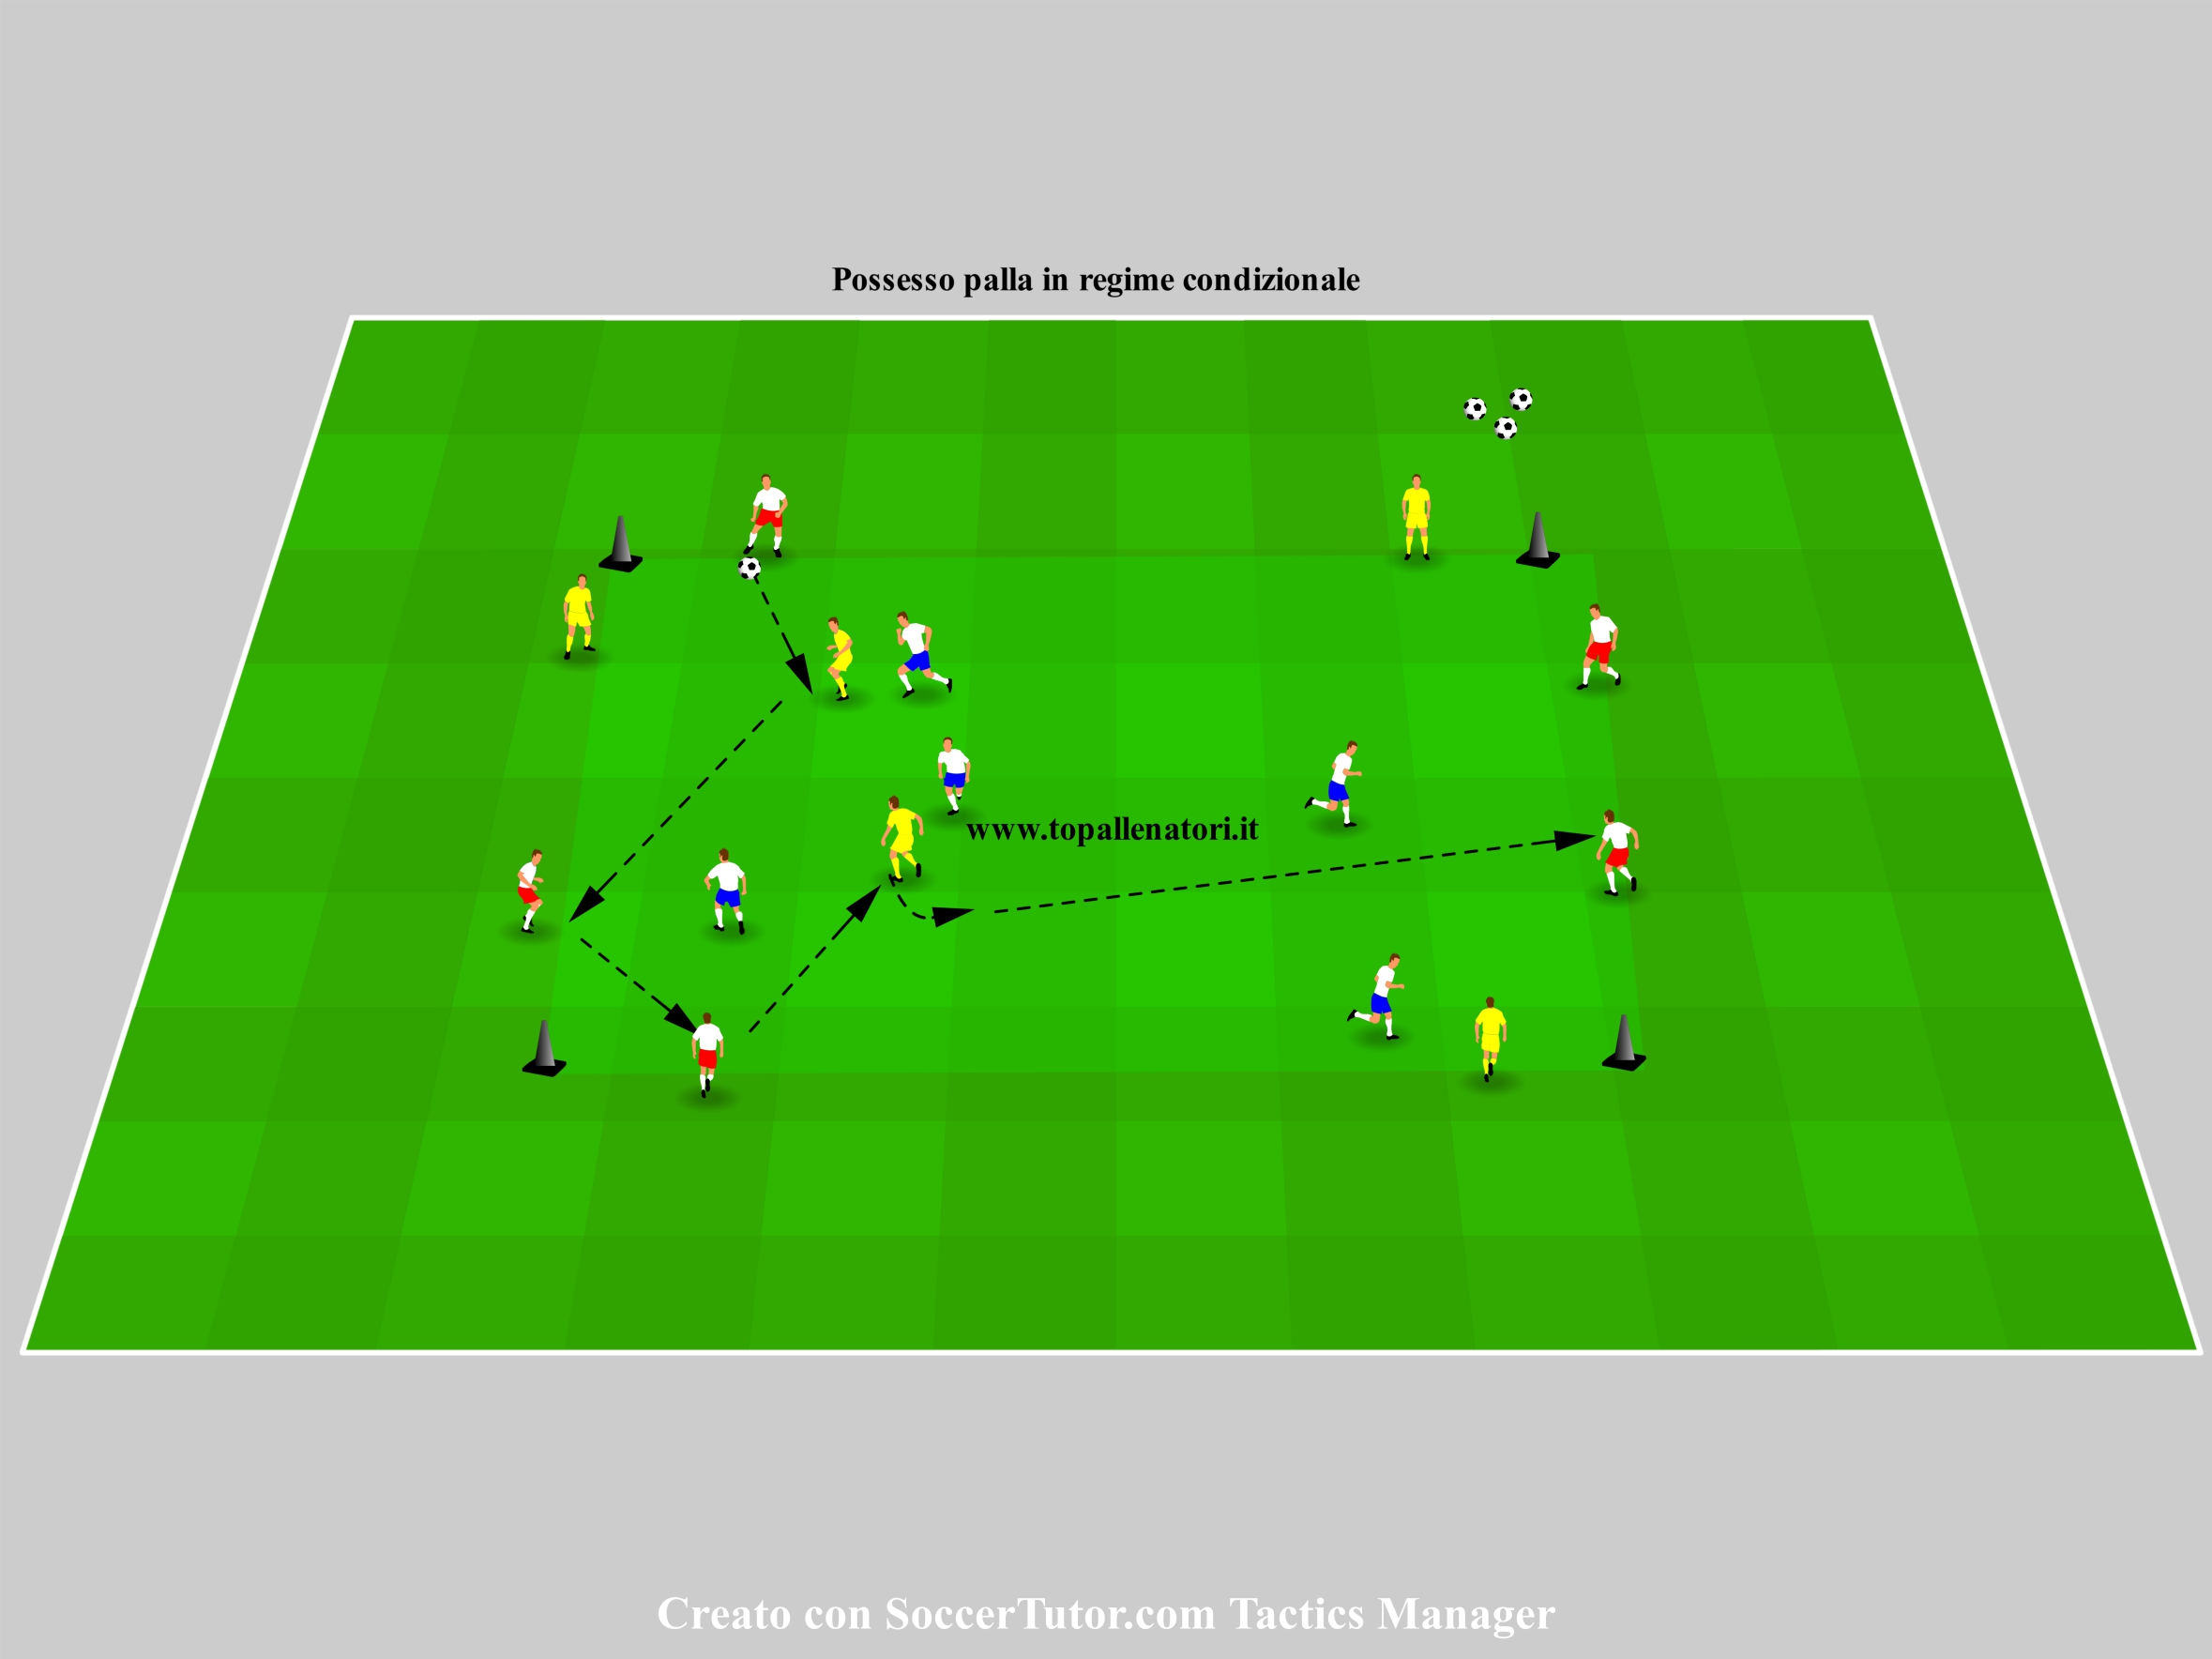 Possesso palla in regime condizionale
www.topallenatori.it
Creato con SoccerTutor.com Tactics Manager